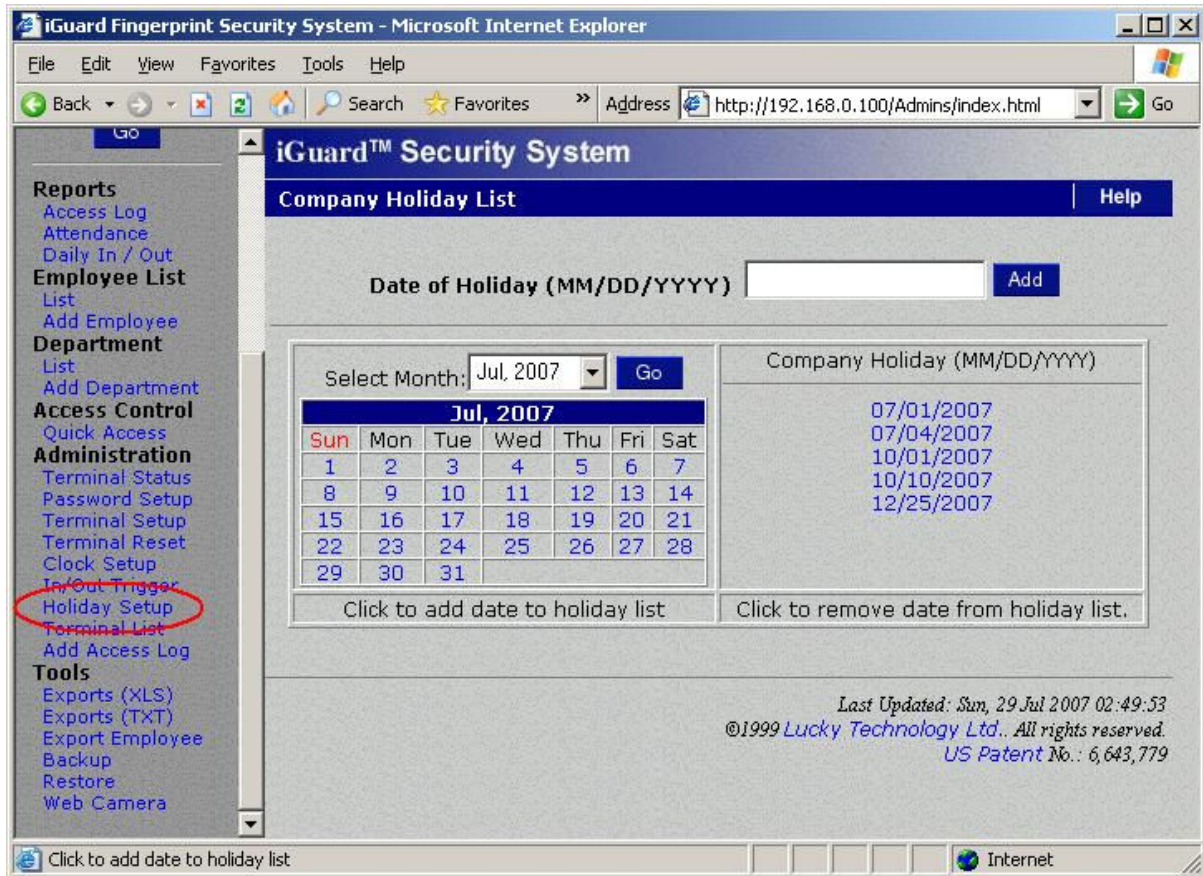 iGuard Fingerprint Security System - Microsoft Internet Explorer
File Edit View Favorites Tools Help
Back Search Favorites » Address http://192.168.0.100/Admins/index.html Go
Go
Reports
Access Log
Attendance
Daily In / Out
Employee List
List
Add Employee
Department
List
Add Department
Access Control
Quick Access
Administration
Terminal Status
Password Setup
Terminal Setup
Terminal Reset
Clock Setup
In/Out Trigger
Holiday Setup
Terminal List
Add Access Log
Tools
Exports (XLS)
Exports (TXT)
Export Employee
Backup
Restore
Web Camera
iGuard™ Security System
Company Holiday List Help
Date of Holiday (MM/DD/YYYY) Add
Select Month: Jul, 2007 Go
Jul, 2007
Sun Mon Tue Wed Thu Fri Sat
1 2 3 4 5 6 7
8 9 10 11 12 13 14
15 16 17 18 19 20 21
22 23 24 25 26 27 28
29 30 31
Click to add date to holiday list
Company Holiday (MM/DD/YYYY)
07/01/2007
07/04/2007
10/01/2007
10/10/2007
12/25/2007
Click to remove date from holiday list.
Last Updated: Sun, 29 Jul 2007 02:49:53
©1999 Lucky Technology Ltd.. All rights reserved.
US Patent No.: 6,643,779
Click to add date to holiday list Internet